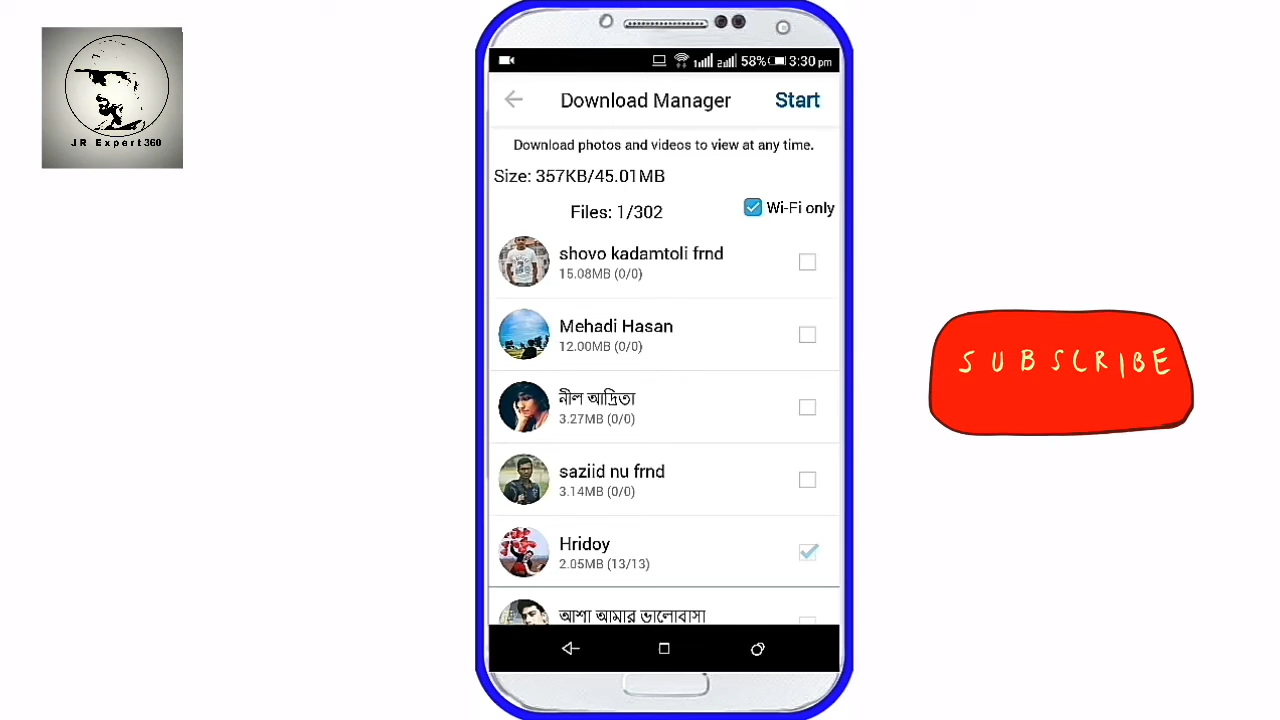 JR Expert360
58% 3:30 pm
Download Manager
Start
Download photos and videos to view at any time.
Size: 357KB/45.01MB
Files: 1/302
Wi-Fi only
shovo kadamtoli frnd
15.08MB (0/0)
Mehadi Hasan
12.00MB (0/0)
নীল আদ্রিতা
3.27MB (0/0)
saziid nu frnd
3.14MB (0/0)
Hridoy
2.05MB (13/13)
আশা আমার ভালোবাসা
SUBSCRIBE